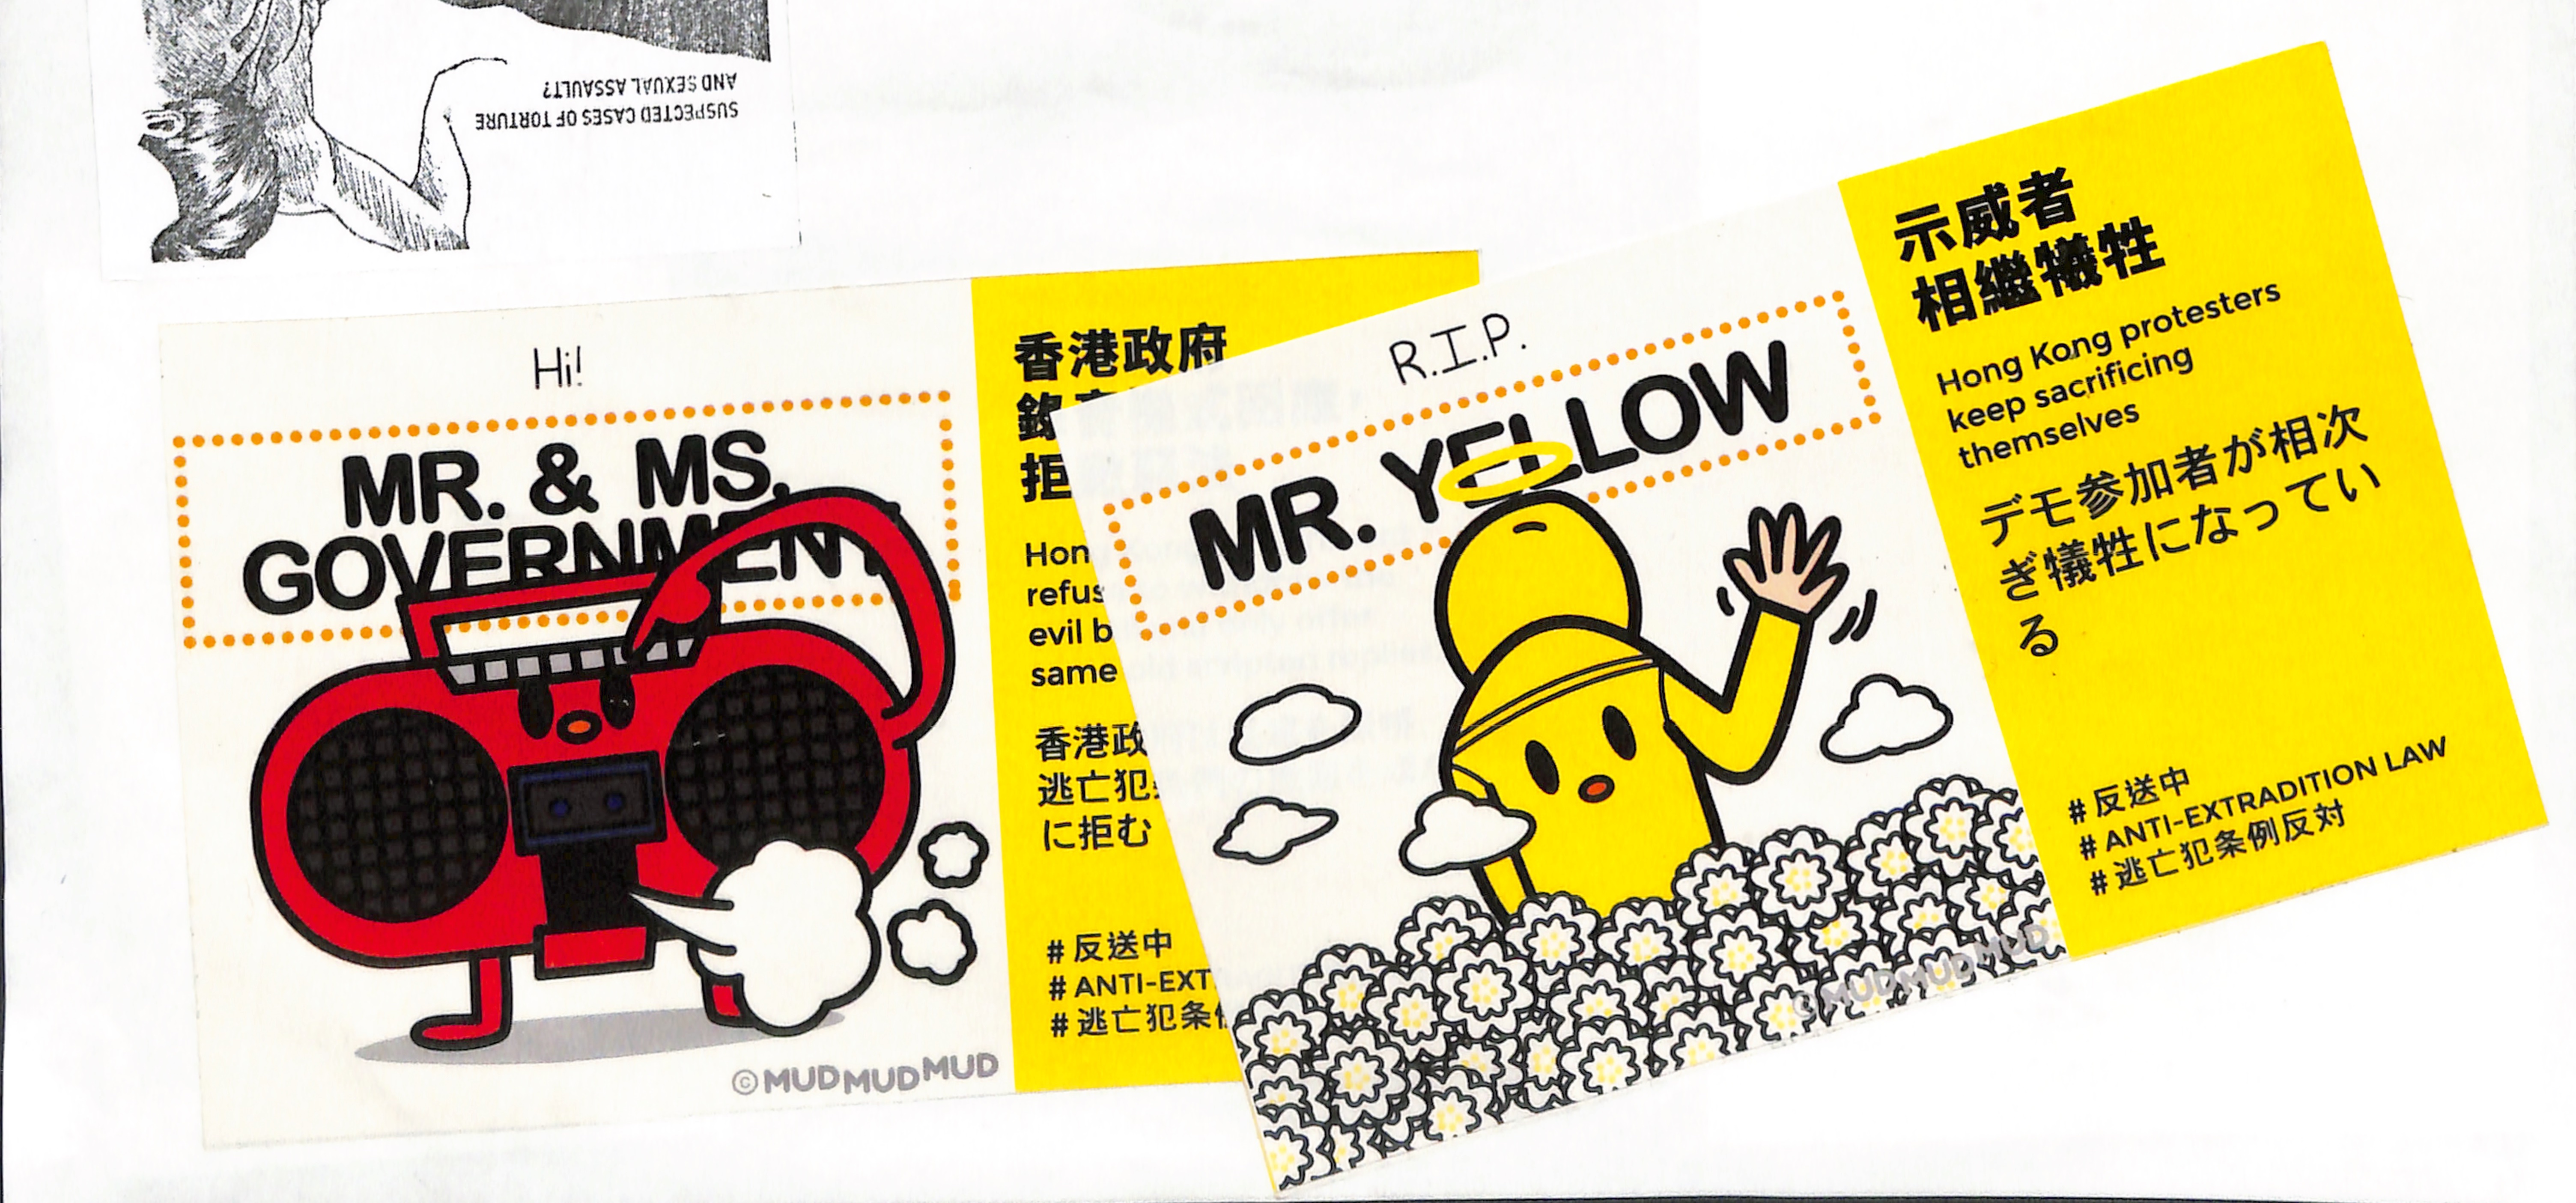 SUSPECTED CASES OF TORTURE
AND SEXUAL ASSAULT?
Hi!
MR. & MS.
GOVERNMENT
©MUDMUDMUD
香港政府
拒
refus
evil b
same
香港政
逃亡犯
に拒む
#反送中
#ANTI-EXT
#逃亡犯条
R.I.P.
MR. YELLOW
©MUDMUDMUD
示威者
相繼犧牲
Hong Kong protesters
keep sacrificing
themselves
デモ参加者が相次
ぎ犠牲になってい
る
#反送中
#ANTI-EXTRADITION LAW
#逃亡犯条例反対